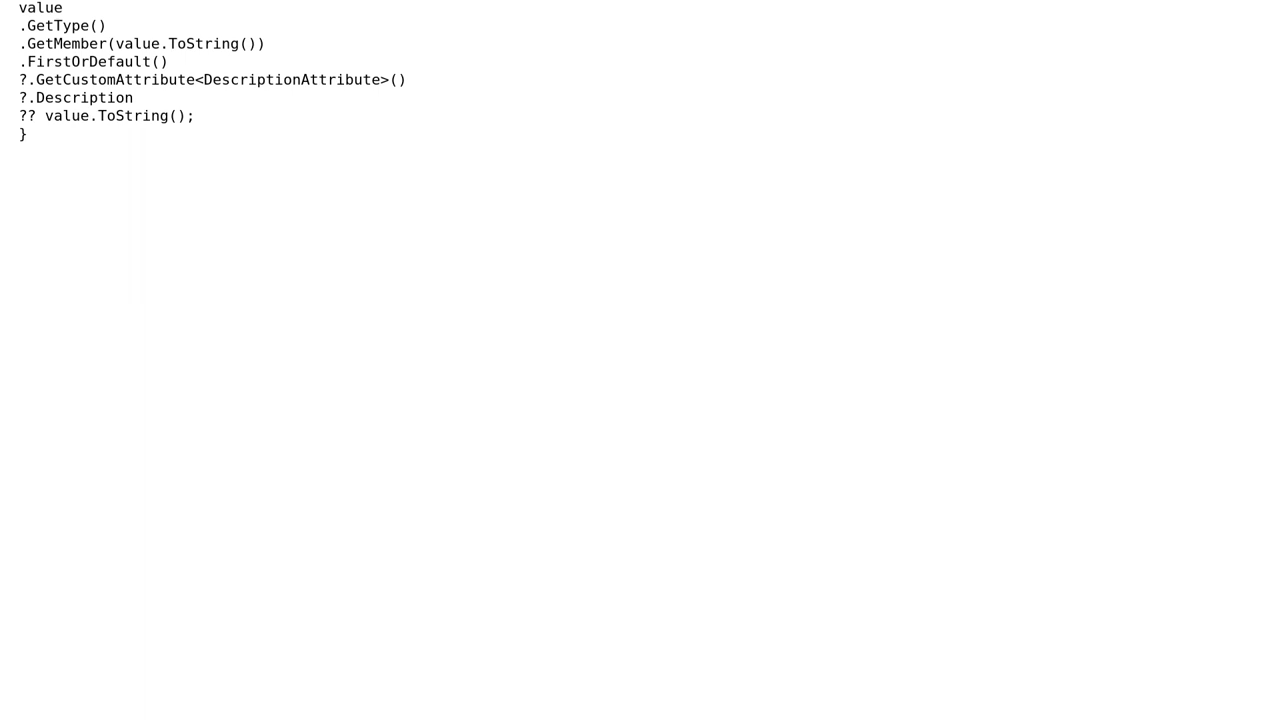 value
.GetType()
.GetMember(value.ToString())
.FirstOrDefault()
?.GetCustomAttribute<DescriptionAttribute>()
?.Description
?? value.ToString();
}